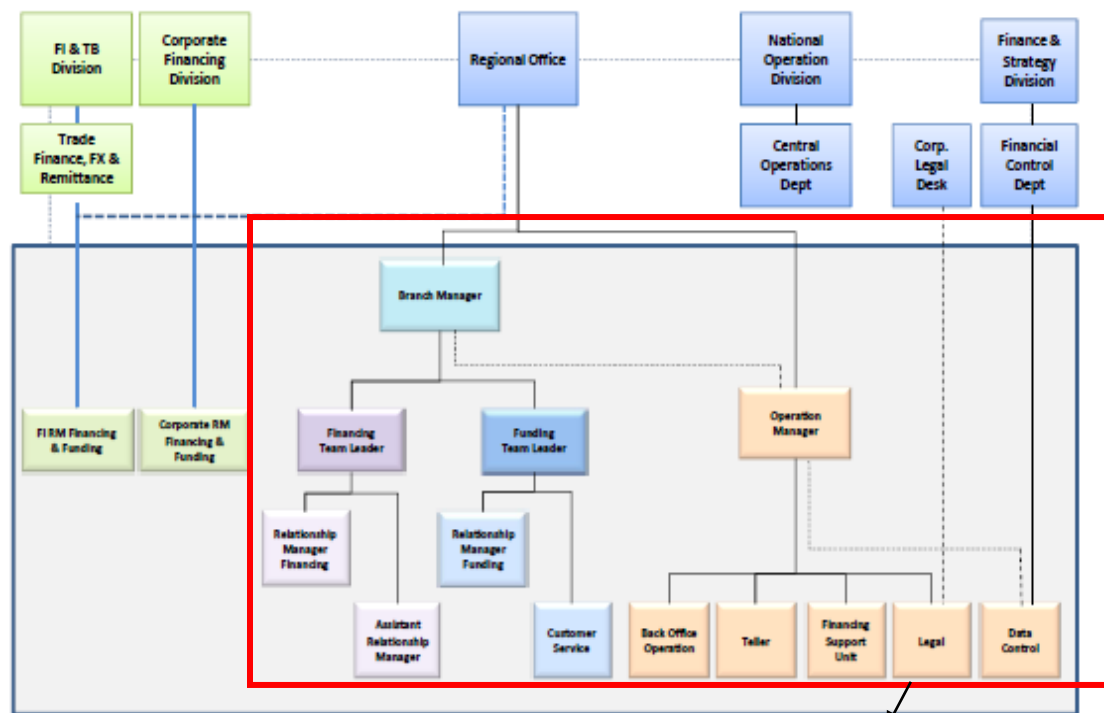 FI & TB
Division
Corporate
Financing
Division
Regional Office
National
Operation
Division
Finance &
Strategy
Division
Trade
Finance, FX &
Remittance
Central
Operations
Dept
Corp.
Legal
Desk
Financial
Control
Dept
Branch Manager
FI RM Financing
& Funding
Corporate RM
Financing &
Funding
Financing
Team Leader
Funding
Team Leader
Operation
Manager
Relationship
Manager
Financing
Relationship
Manager
Funding
Assistant
Relationship
Manager
Customer
Service
Back Office
Operation
Teller
Financing
Support
Unit
Legal
Data
Control